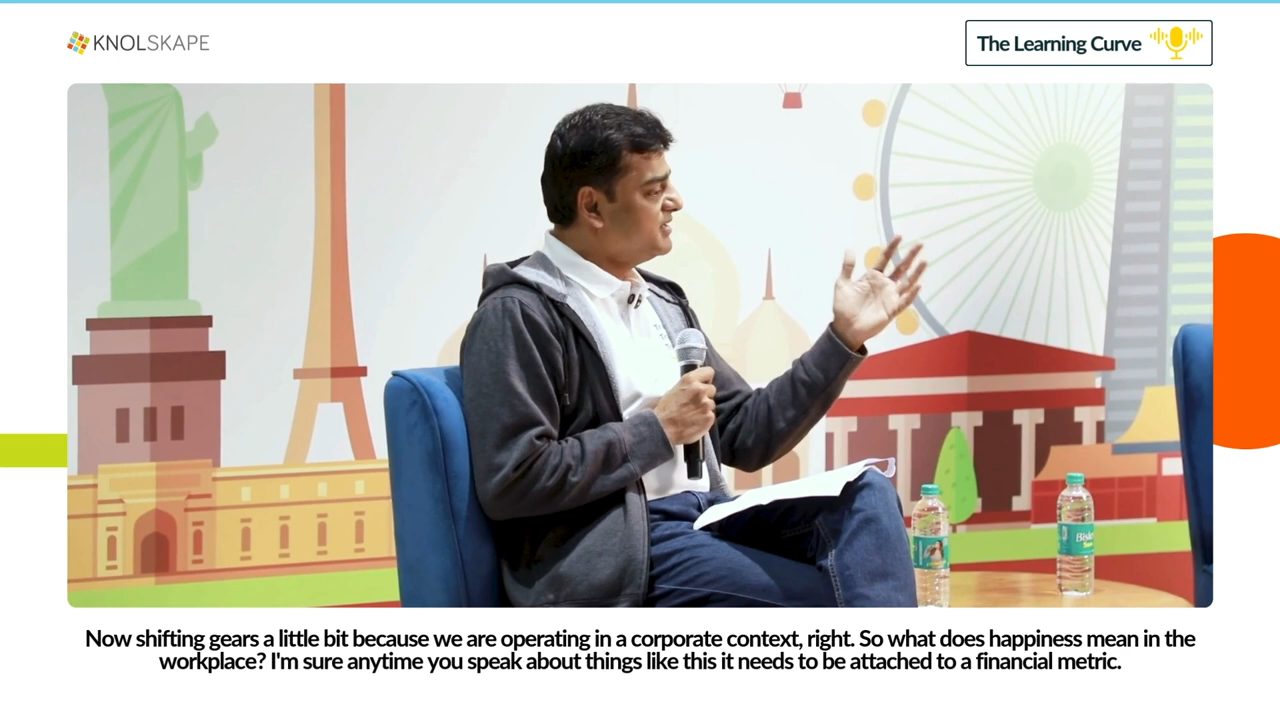 KNOLSKAPE
The Learning Curve
Now shifting gears a little bit because we are operating in a corporate context, right. So what does happiness mean in the
workplace? I'm sure anytime you speak about things like this it needs to be attached to a financial metric.